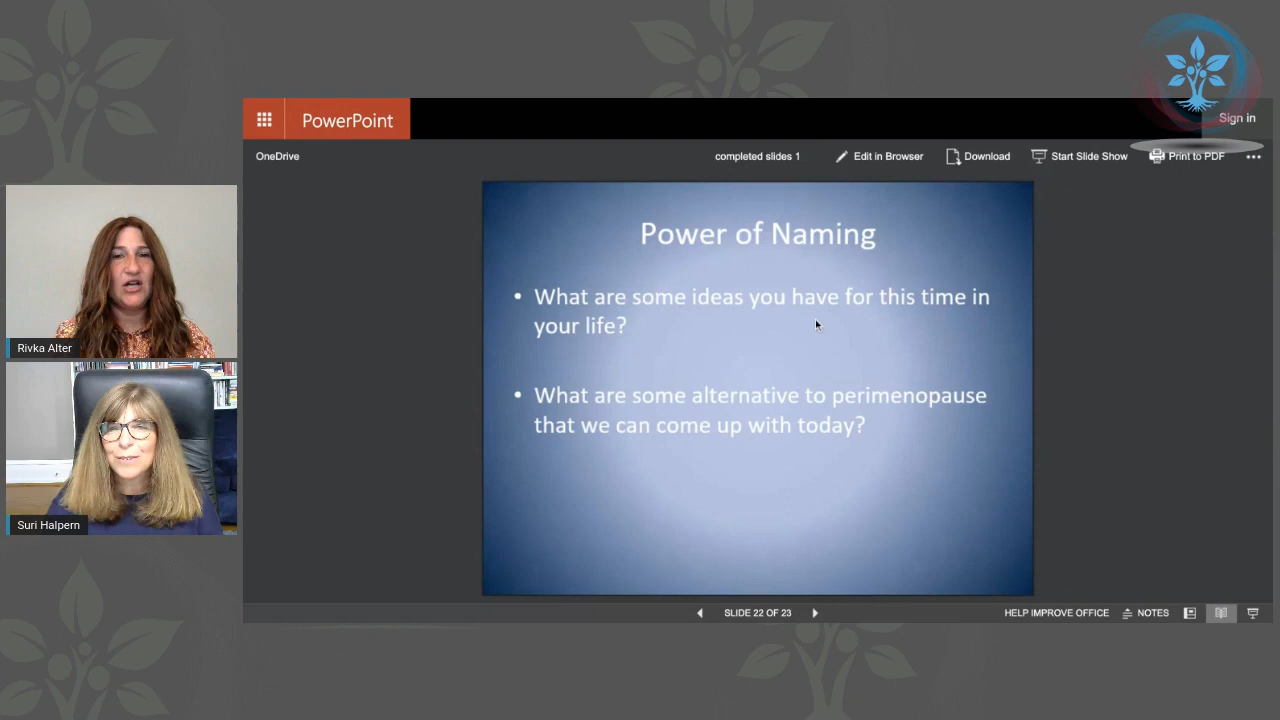 PowerPoint
Sign in
OneDrive
completed slides 1
Edit in Browser
Download
Start Slide Show
Print to PDF
Power of Naming
• What are some ideas you have for this time in
your life?
• What are some alternative to perimenopause
that we can come up with today?
Rivka Alter
Suri Halpern
SLIDE 22 OF 23
HELP IMPROVE OFFICE
NOTES